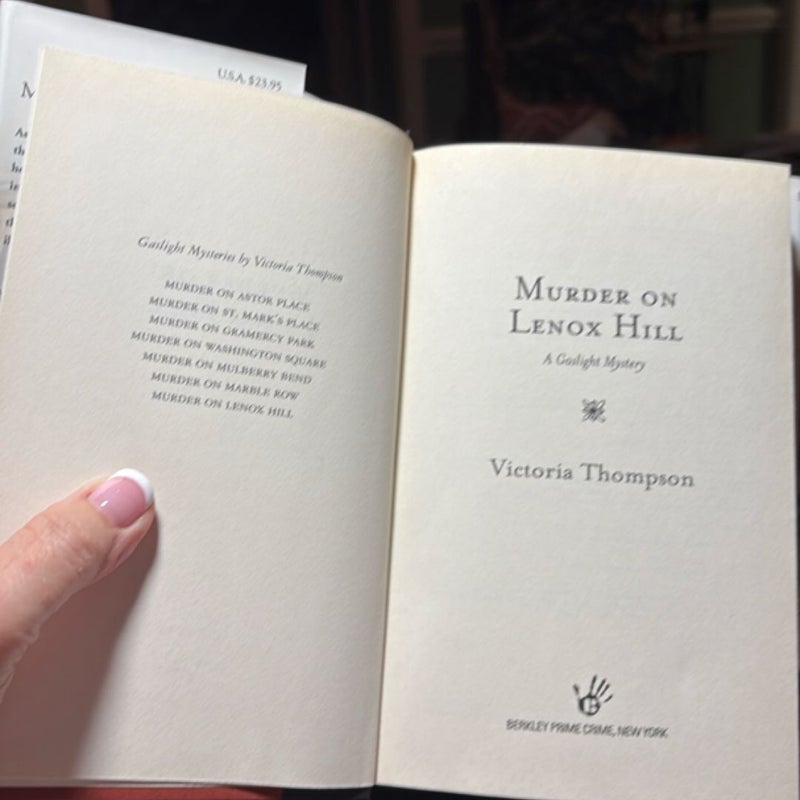 U.S.A. $23.95
Gaslight Mysteries by Victoria Thompson
MURDER ON ASTOR PLACE
MURDER ON ST. MARK'S PLACE
MURDER ON GRAMERCY PARK
MURDER ON WASHINGTON SQUARE
MURDER ON MULBERRY BEND
MURDER ON MARBLE ROW
MURDER ON LENOX HILL
MURDER ON
LENOX HILL
A Gaslight Mystery
Victoria Thompson
BERKLEY PRIME CRIME, NEW YORK